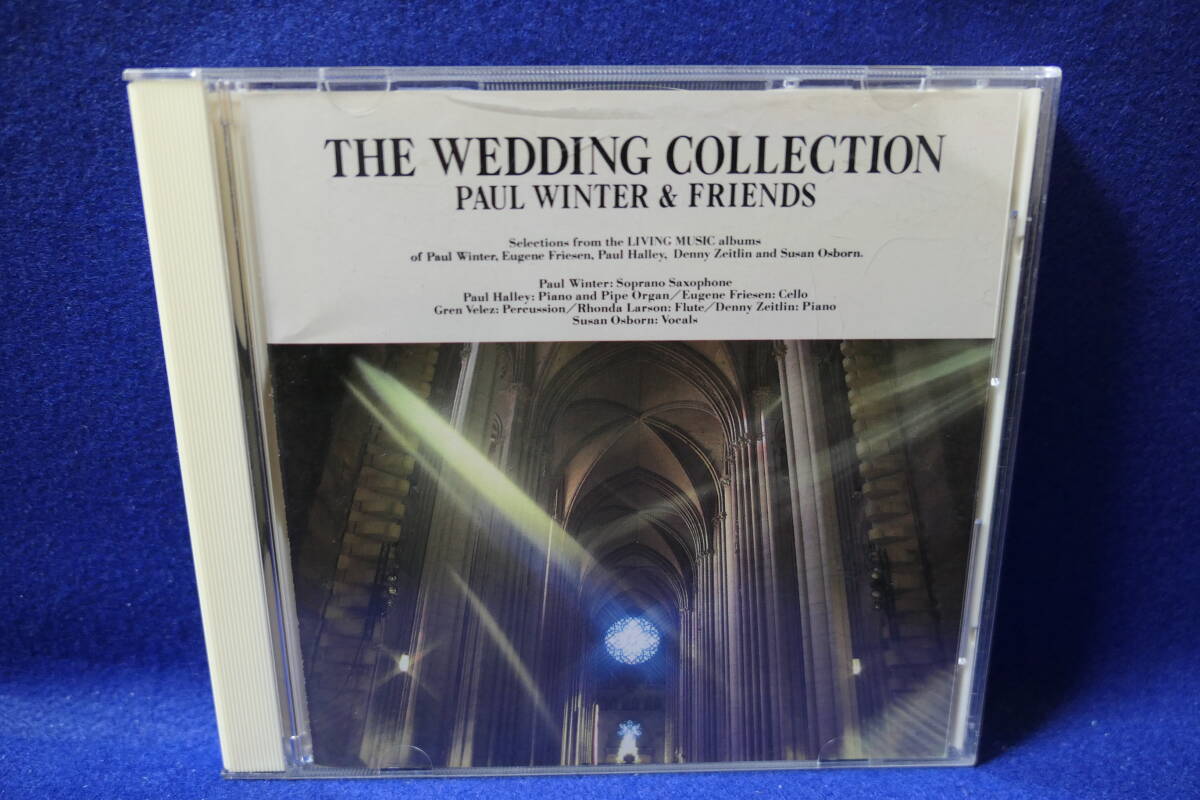 THE WEDDING COLLECTION
PAUL WINTER & FRIENDS
Selections from the LIVING MUSIC albums
of Paul Winter, Eugene Friesen, Paul Halley, Denny Zeitlin and Susan Osborn.
Paul Winter: Soprano Saxophone
Paul Halley: Piano and Pipe Organ/Eugene Friesen: Cello
Gren Velez: Percussion/Rhonda Larson: Flute/Denny Zeitlin: Piano
Susan Osborn: Vocals